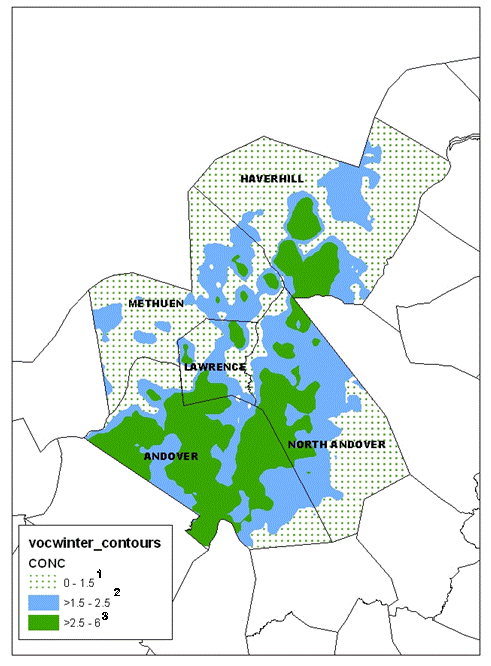 HAVERHILL
METHUEN
LAWRENCE
NORTH ANDOVER
ANDOVER
vocwinter_contours
CONC
0 - 1.5 1
>1.5 - 2.5 2
>2.5 - 6 3